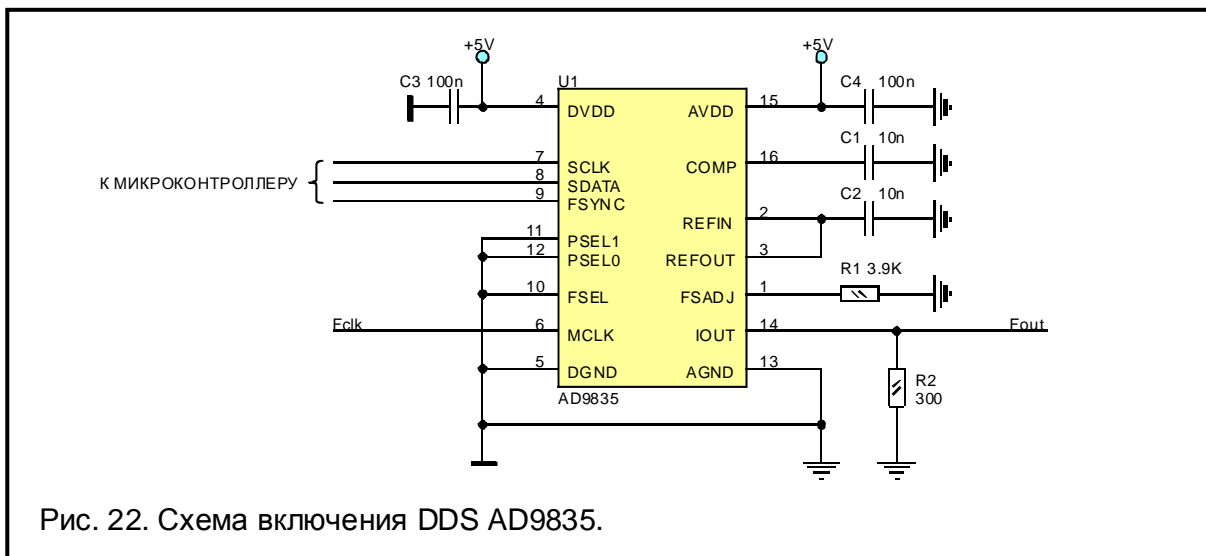 +5V
+5V
C3 100n
U1
C4 100n
4
DVDD
AVDD
15
C1 10n
7
SCLK
COMP
16
К МИКРОКОНТРОЛЛЕРУ
8
SDATA
9
FSYNC
C2 10n
REFIN
2
11
PSEL1
12
PSEL0
REFOUT
3
R1 3.9K
10
FSEL
FSADJ
1
Fclk
6
MCLK
IOUT
14
Fout
5
DGND
AGND
13
R2
300
AD9835
Рис. 22. Схема включения DDS AD9835.